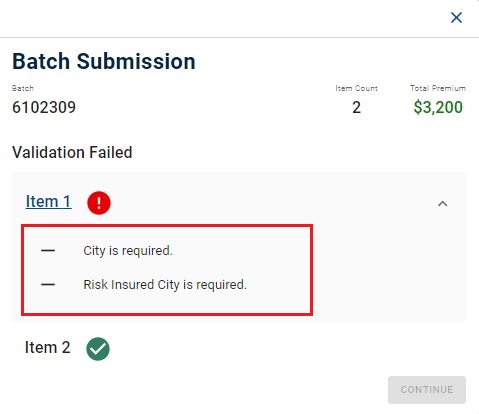 Batch Submission
Batch Item Count Total Premium
6102309 2 $3,200
Validation Failed
Item 1
City is required.
Risk Insured City is required.
Item 2
CONTINUE